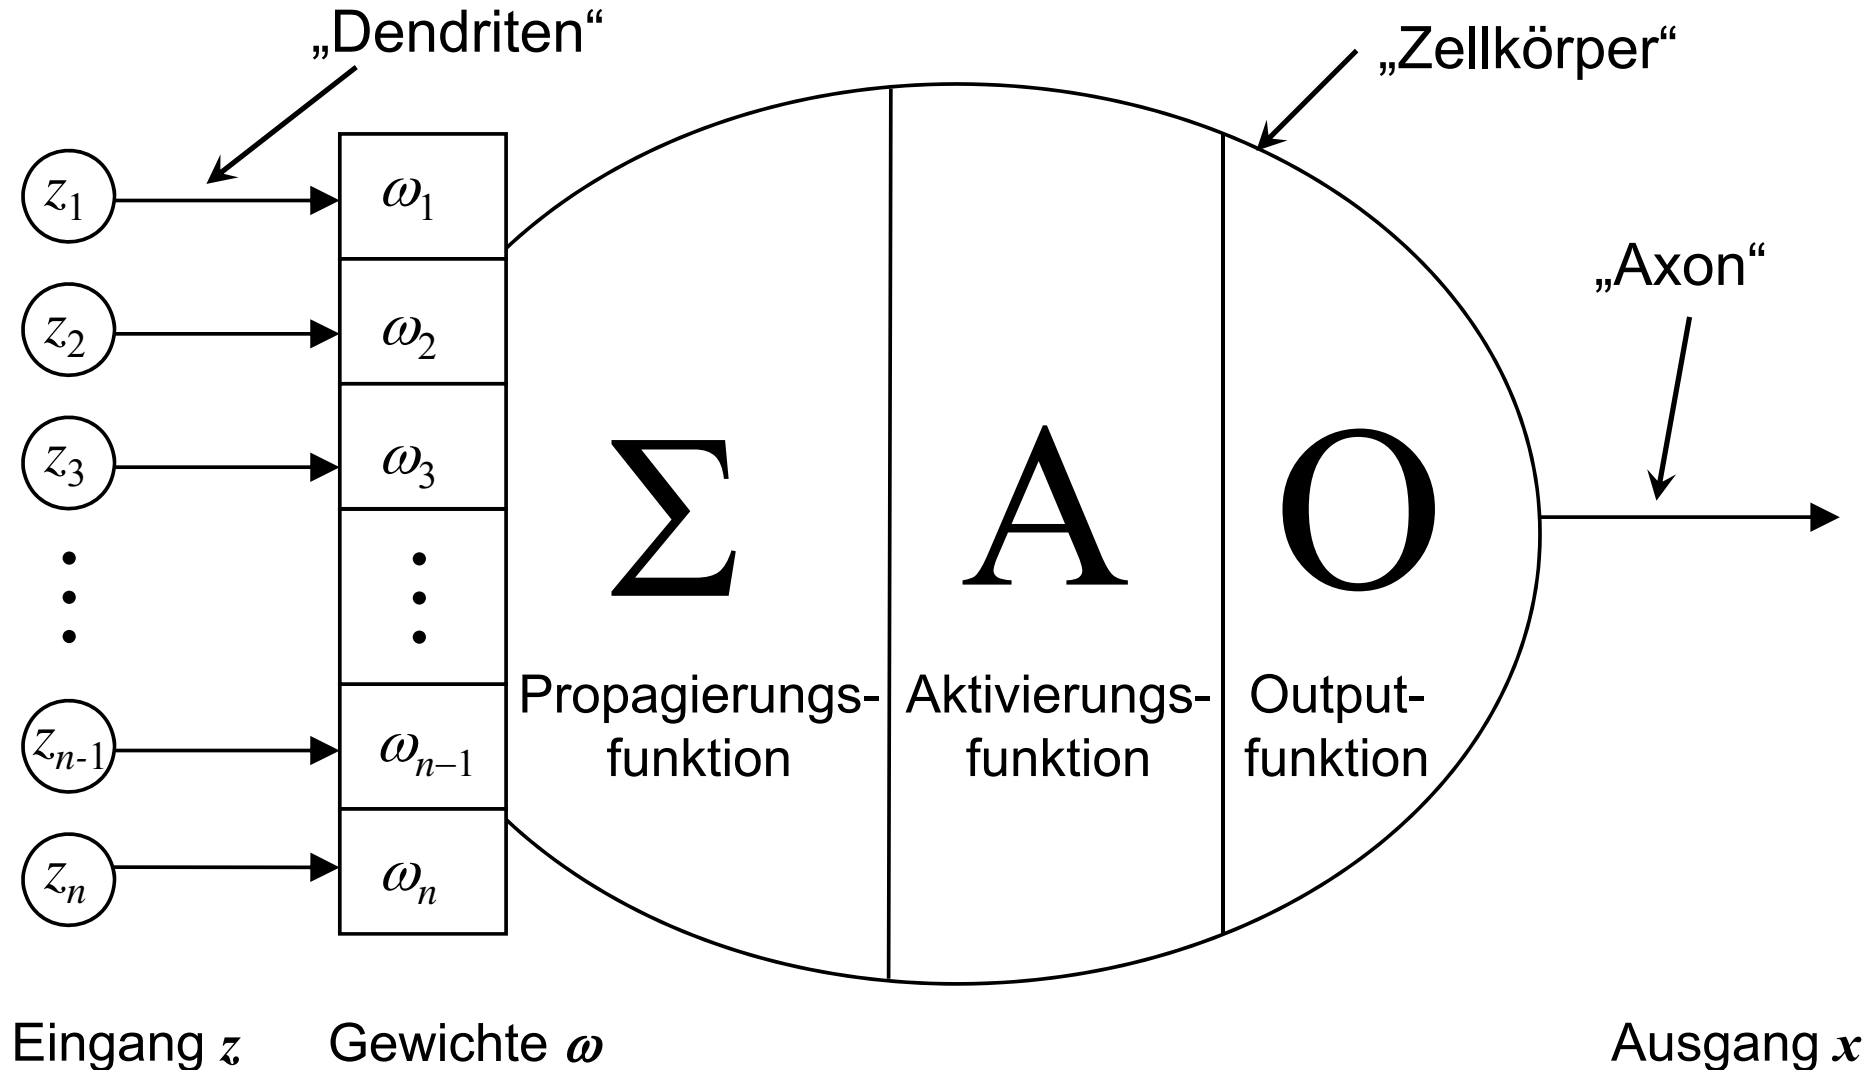 „Dendriten“
„Zellkörper“
„Axon“
z1
z2
z3
zn-1
zn
ω1
ω2
ω3
ωn−1
ωn
Σ
Propagierungs-
funktion
A
Aktivierungs-
funktion
O
Output-
funktion
Eingang z
Gewichte ω
Ausgang x